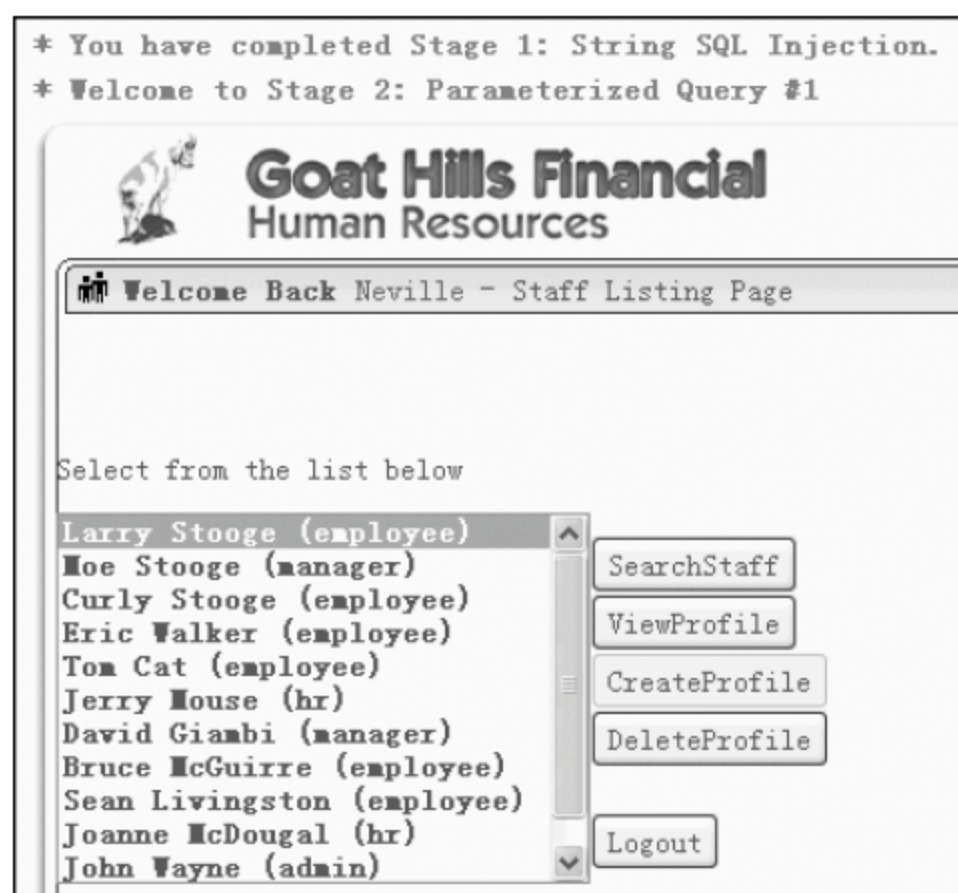 * You have completed Stage 1: String SQL Injection.
* Welcome to Stage 2: Parameterized Query #1
Goat Hills Financial
Human Resources
Welcome Back Neville - Staff Listing Page
Select from the list below
Larry Stooge (employee)
Moe Stooge (manager)
Curly Stooge (employee)
Eric Walker (employee)
Tom Cat (employee)
Jerry Mouse (hr)
David Giambi (manager)
Bruce McGuirre (employee)
Sean Livingston (employee)
Joanne McDougal (hr)
John Wayne (admin)
SearchStaff
ViewProfile
CreateProfile
DeleteProfile
Logout